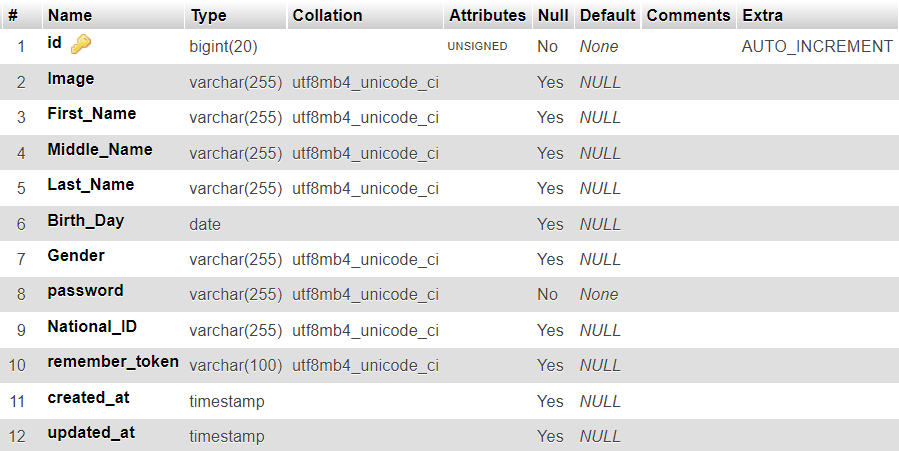 # Name Type Collation Attributes Null Default Comments Extra
1 id bigint(20) UNSIGNED No None AUTO_INCREMENT
2 Image varchar(255) utf8mb4_unicode_ci Yes NULL
3 First_Name varchar(255) utf8mb4_unicode_ci Yes NULL
4 Middle_Name varchar(255) utf8mb4_unicode_ci Yes NULL
5 Last_Name varchar(255) utf8mb4_unicode_ci Yes NULL
6 Birth_Day date Yes NULL
7 Gender varchar(255) utf8mb4_unicode_ci Yes NULL
8 password varchar(255) utf8mb4_unicode_ci No None
9 National_ID varchar(255) utf8mb4_unicode_ci Yes NULL
10 remember_token varchar(100) utf8mb4_unicode_ci Yes NULL
11 created_at timestamp Yes NULL
12 updated_at timestamp Yes NULL